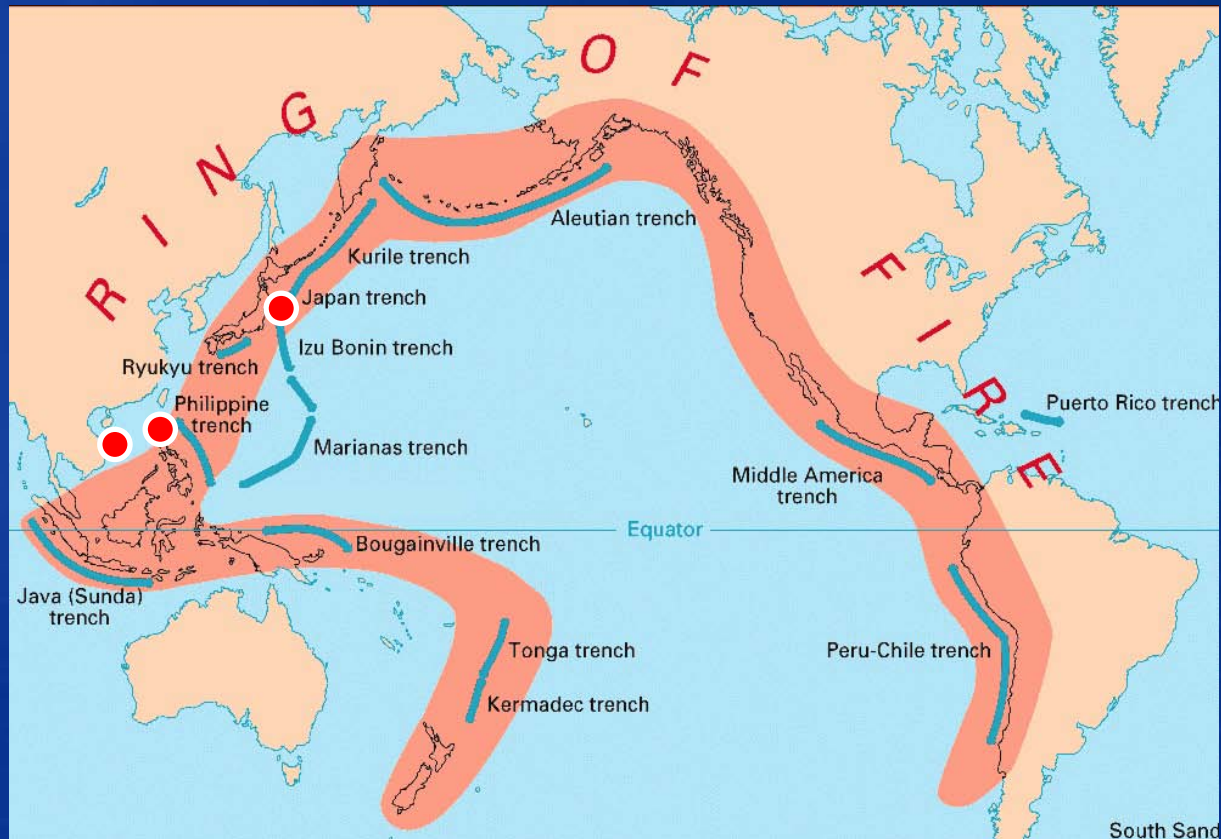 RING OF FIRE
Aleutian trench
Kurile trench
Japan trench
Izu Bonin trench
Ryukyu trench
Philippine
trench
Marianas trench
Puerto Rico trench
Middle America
trench
Equator
Bougainville trench
Java (Sunda)
trench
Tonga trench
Peru-Chile trench
Kermadec trench
South Sand